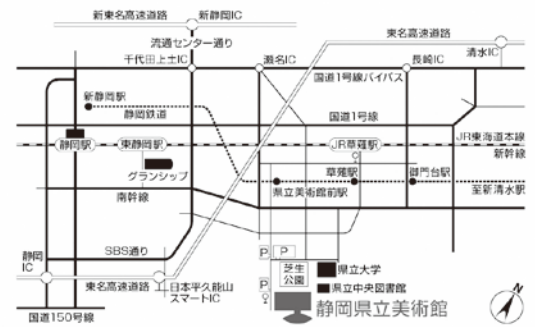 新東名高速道路
新静岡IC
東名高速道路
流通センター通り
清水IC
千代田上土IC
瀬名IC
長崎IC
国道1号線バイパス
新静岡駅
静岡鉄道
国道1号線
JR東海道本線
静岡駅
東静岡駅
JR草薙駅
新幹線
グランシップ
草薙駅
御門台駅
県立美術館前駅
至新清水駅
南幹線
SBS通り
静岡
IC
P
P
芝生
公園
県立大学
県立中央図書館
P
東名高速道路
日本平久能山
スマートIC
静岡県立美術館
国道150号線
N